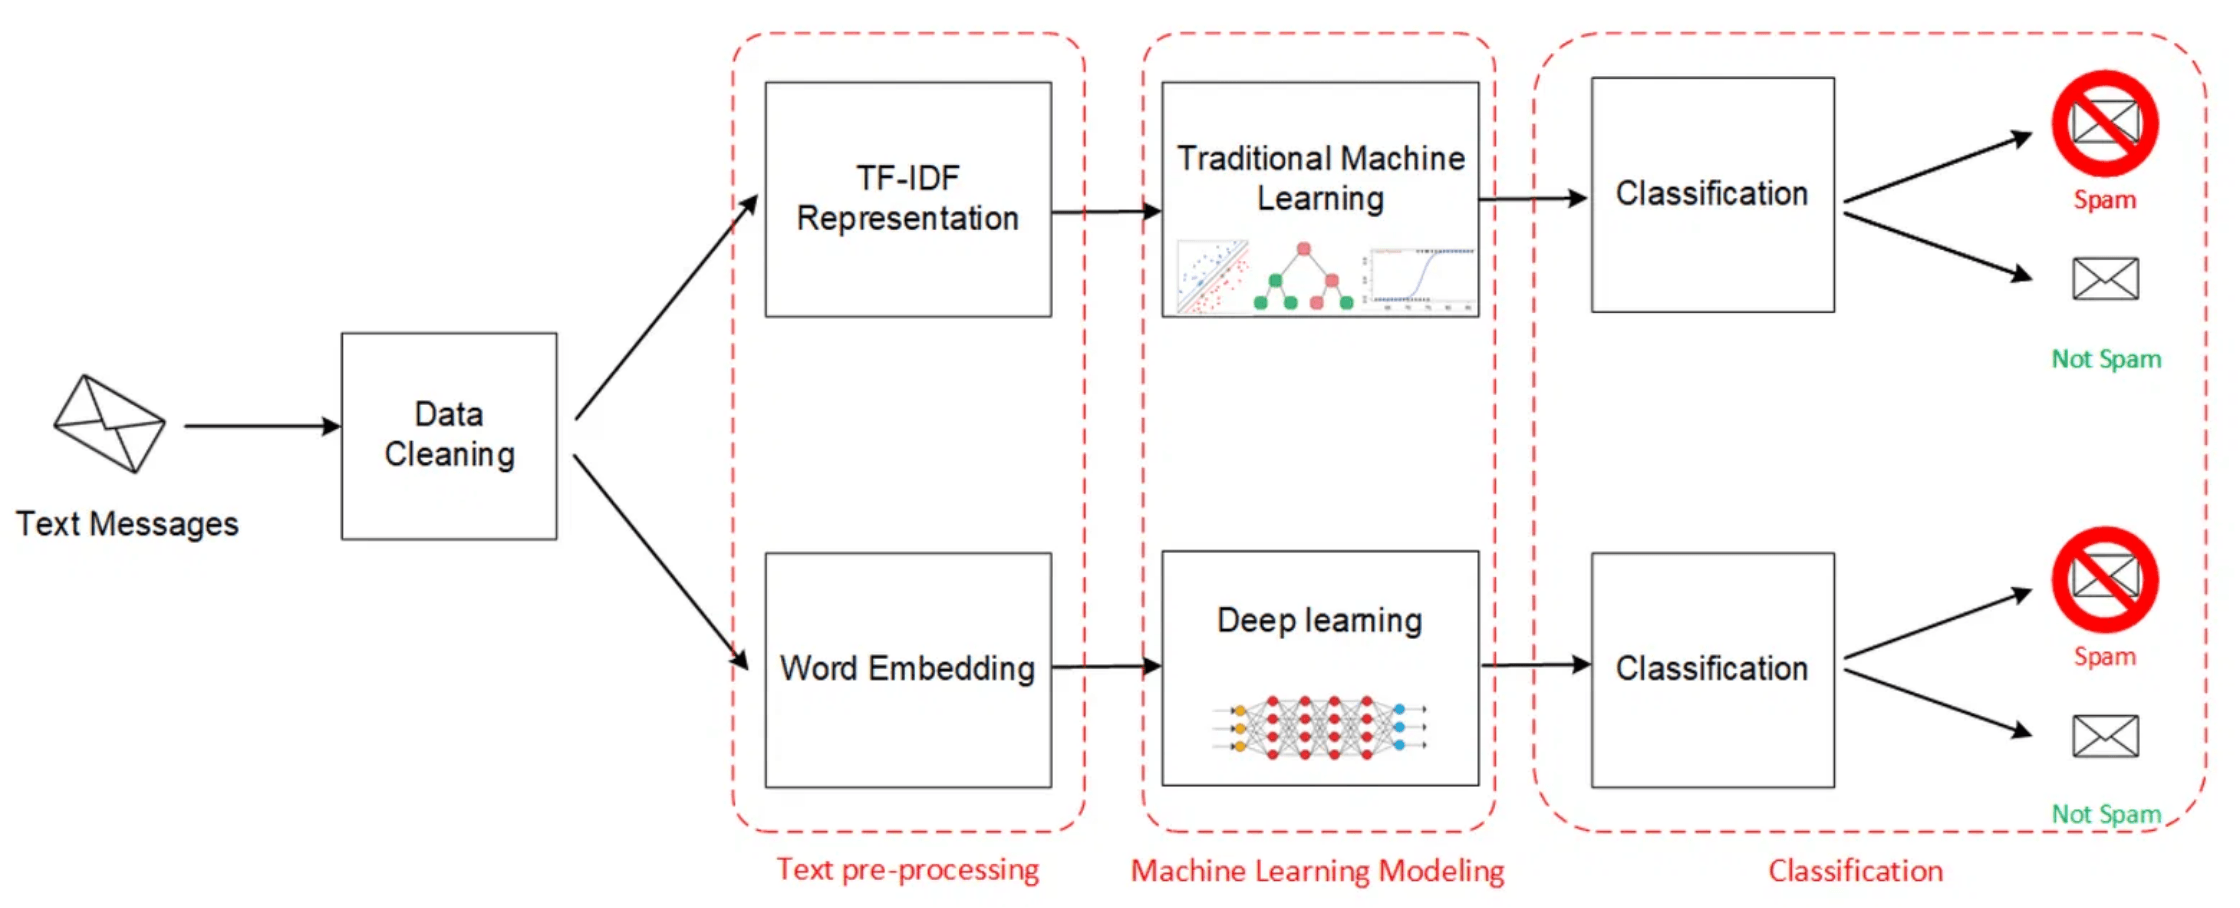 Text Messages
Data
Cleaning
TF-IDF
Representation
Word Embedding
Text pre-processing
Traditional Machine
Learning
Deep learning
Machine Learning Modeling
Classification
Spam
Not Spam
Classification
Spam
Not Spam
Classification